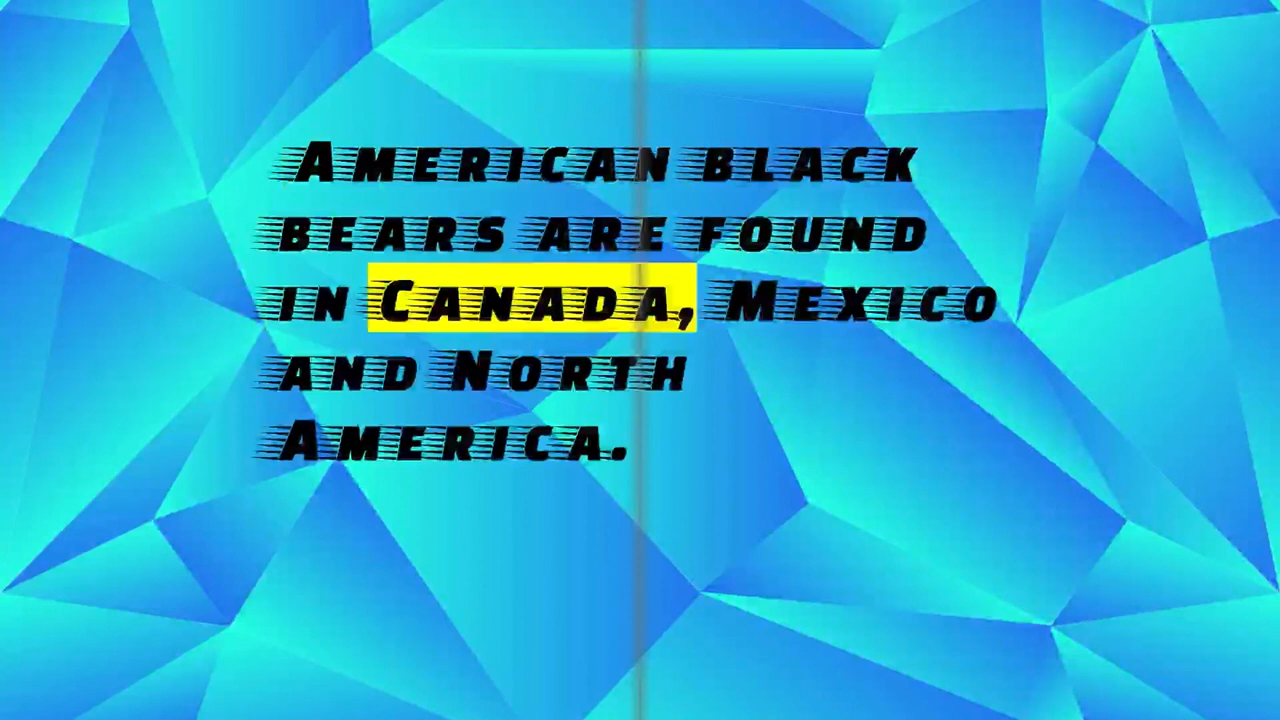 American black
bears are found
in Canada, Mexico
and North
America.